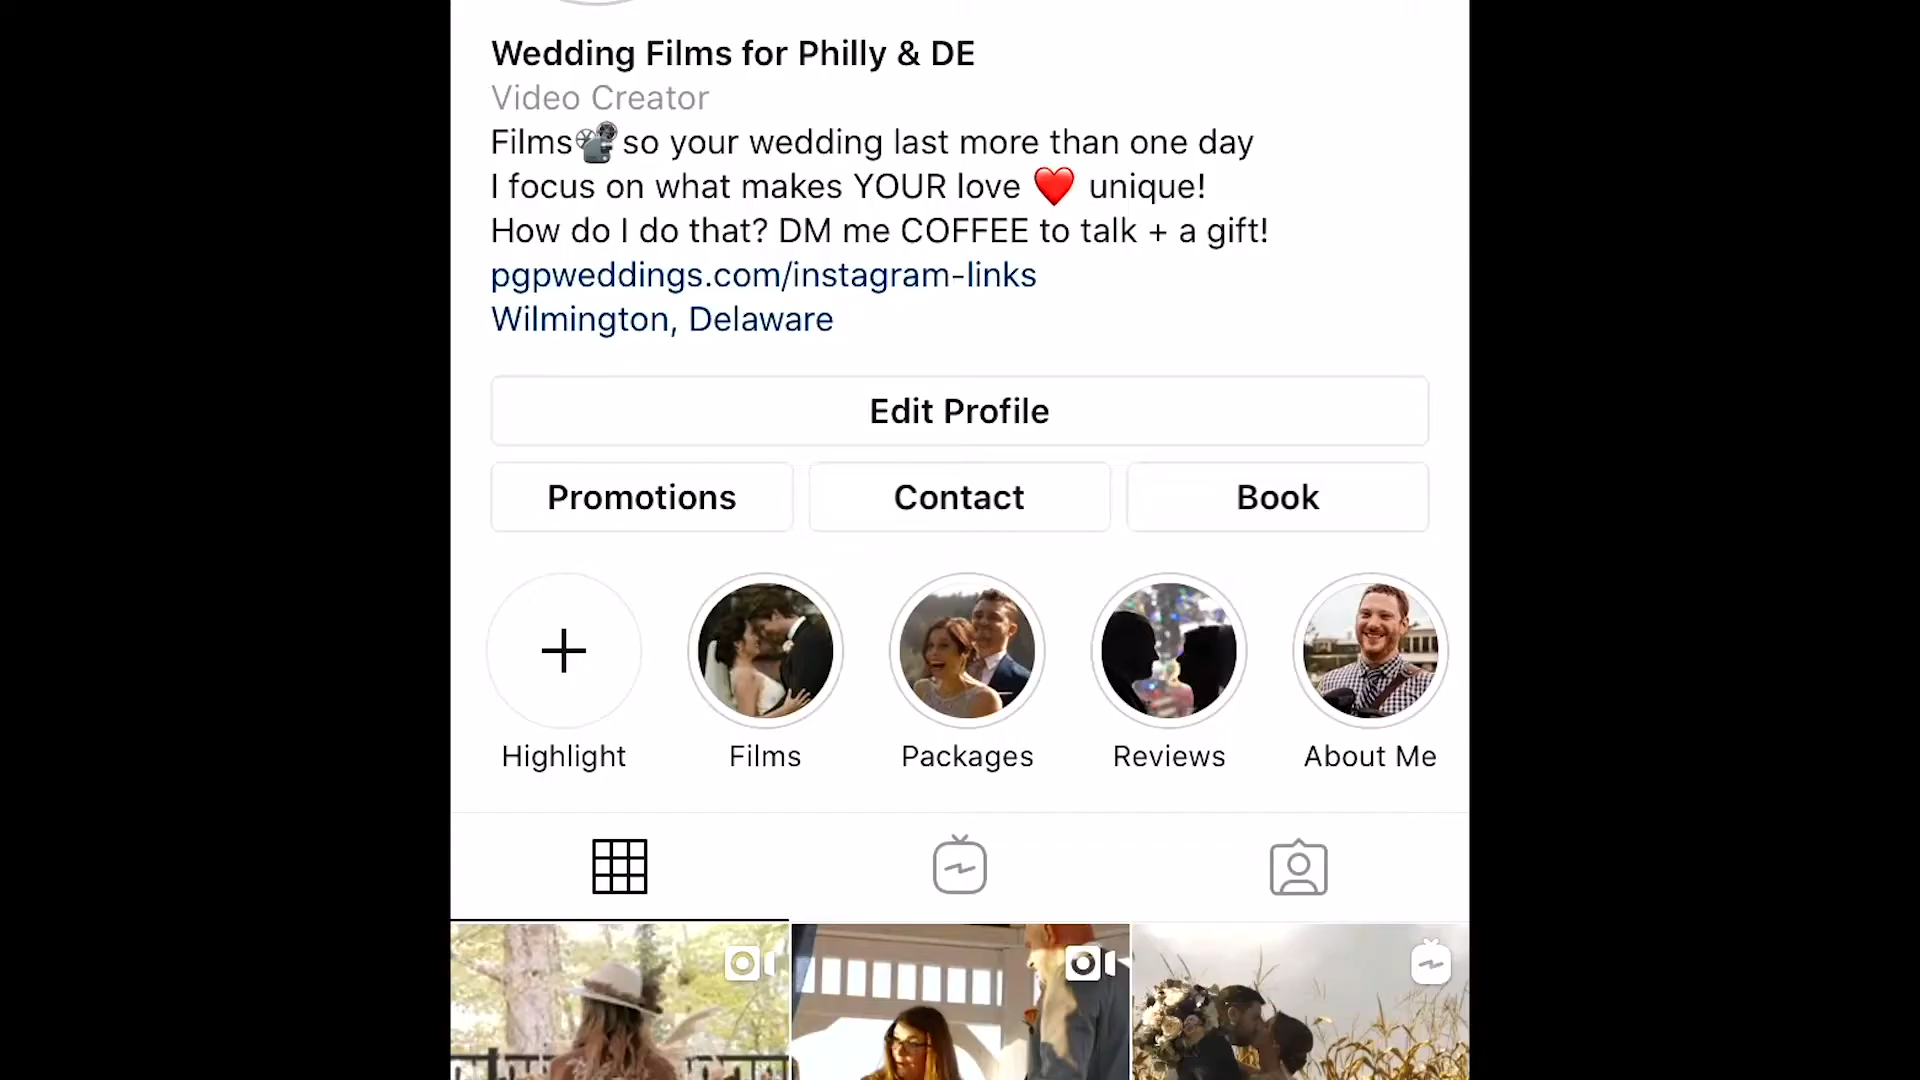 Wedding Films for Philly & DE
Video Creator
Films📽️so your wedding last more than one day
I focus on what makes YOUR love ❤️ unique!
How do I do that? DM me COFFEE to talk + a gift!
pgpweddings.com/instagram-links
Wilmington, Delaware
Edit Profile
Promotions Contact Book
Highlight Films Packages Reviews About Me